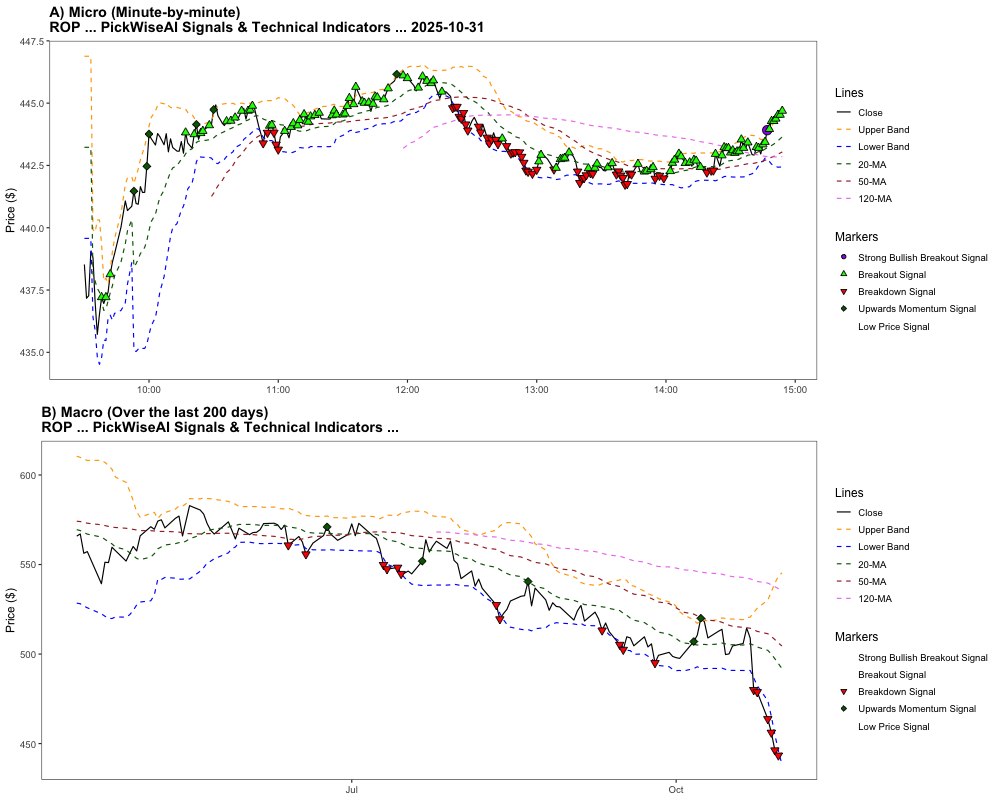 A) Micro (Minute-by-minute)
ROP ... PickWiseAI Signals & Technical Indicators ... 2025-10-31
447.5
445.0
442.5
440.0
437.5
435.0
Price ($)
10:00
11:00
12:00
13:00
14:00
15:00
Lines
Close
Upper Band
Lower Band
20-MA
50-MA
120-MA
Markers
Strong Bullish Breakout Signal
Breakout Signal
Breakdown Signal
Upwards Momentum Signal
Low Price Signal
B) Macro (Over the last 200 days)
ROP ... PickWiseAI Signals & Technical Indicators ...
600
550
500
450
Price ($)
Jul
Oct
Lines
Close
Upper Band
Lower Band
20-MA
50-MA
120-MA
Markers
Strong Bullish Breakout Signal
Breakout Signal
Breakdown Signal
Upwards Momentum Signal
Low Price Signal